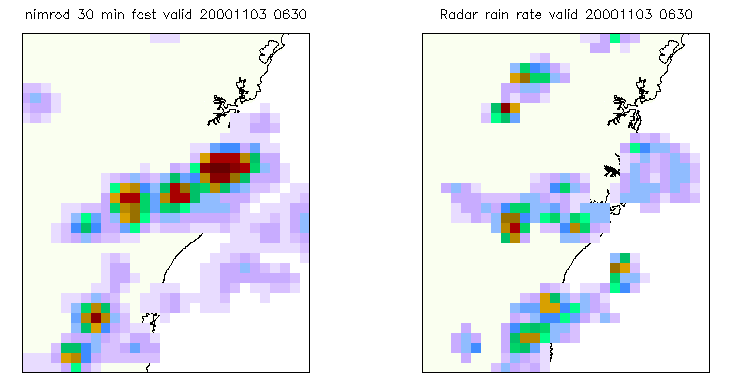 nimrod 30 min fcst valid 20001103 0630
Radar rain rate valid 20001103 0630